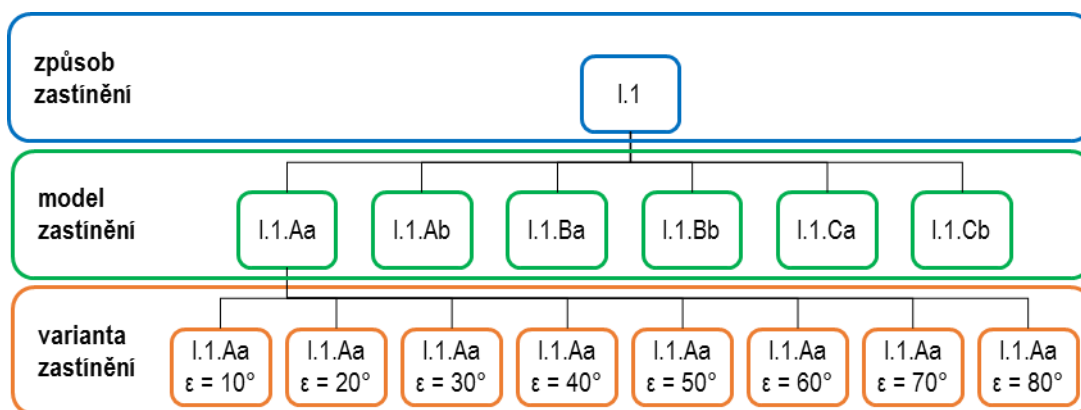 způsob
zastínění
I.1
model
zastínění
I.1.Aa
I.1.Ab
I.1.Ba
I.1.Bb
I.1.Ca
I.1.Cb
varianta
zastínění
I.1.Aa
ε = 10°
I.1.Aa
ε = 20°
I.1.Aa
ε = 30°
I.1.Aa
ε = 40°
I.1.Aa
ε = 50°
I.1.Aa
ε = 60°
I.1.Aa
ε = 70°
I.1.Aa
ε = 80°